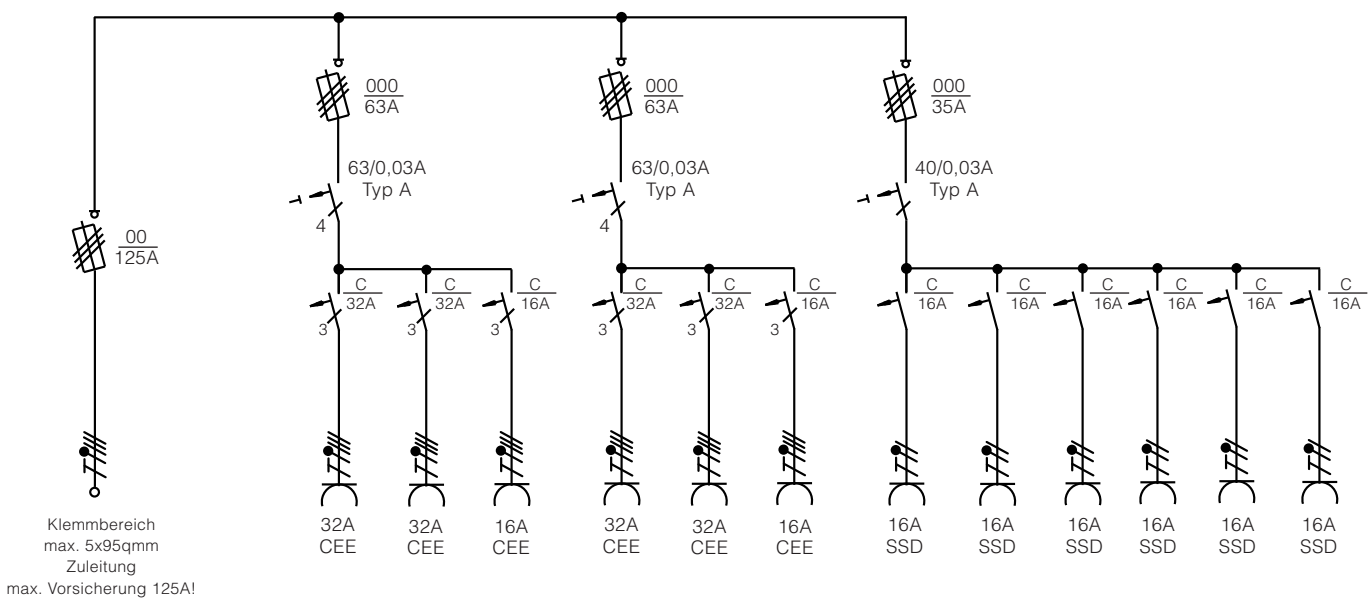 000
63A
000
63A
000
35A
63/0,03A
Typ A
63/0,03A
Typ A
40/0,03A
Typ A
4
4
00
125A
C
32A
C
32A
C
16A
C
32A
C
32A
C
16A
C
16A
C
16A
C
16A
C
16A
C
16A
C
16A
3
3
3
3
3
3
Klemmbereich
max. 5x95qmm
Zuleitung
max. Vorsicherung 125A!
32A
CEE
32A
CEE
16A
CEE
32A
CEE
32A
CEE
16A
CEE
16A
SSD
16A
SSD
16A
SSD
16A
SSD
16A
SSD
16A
SSD